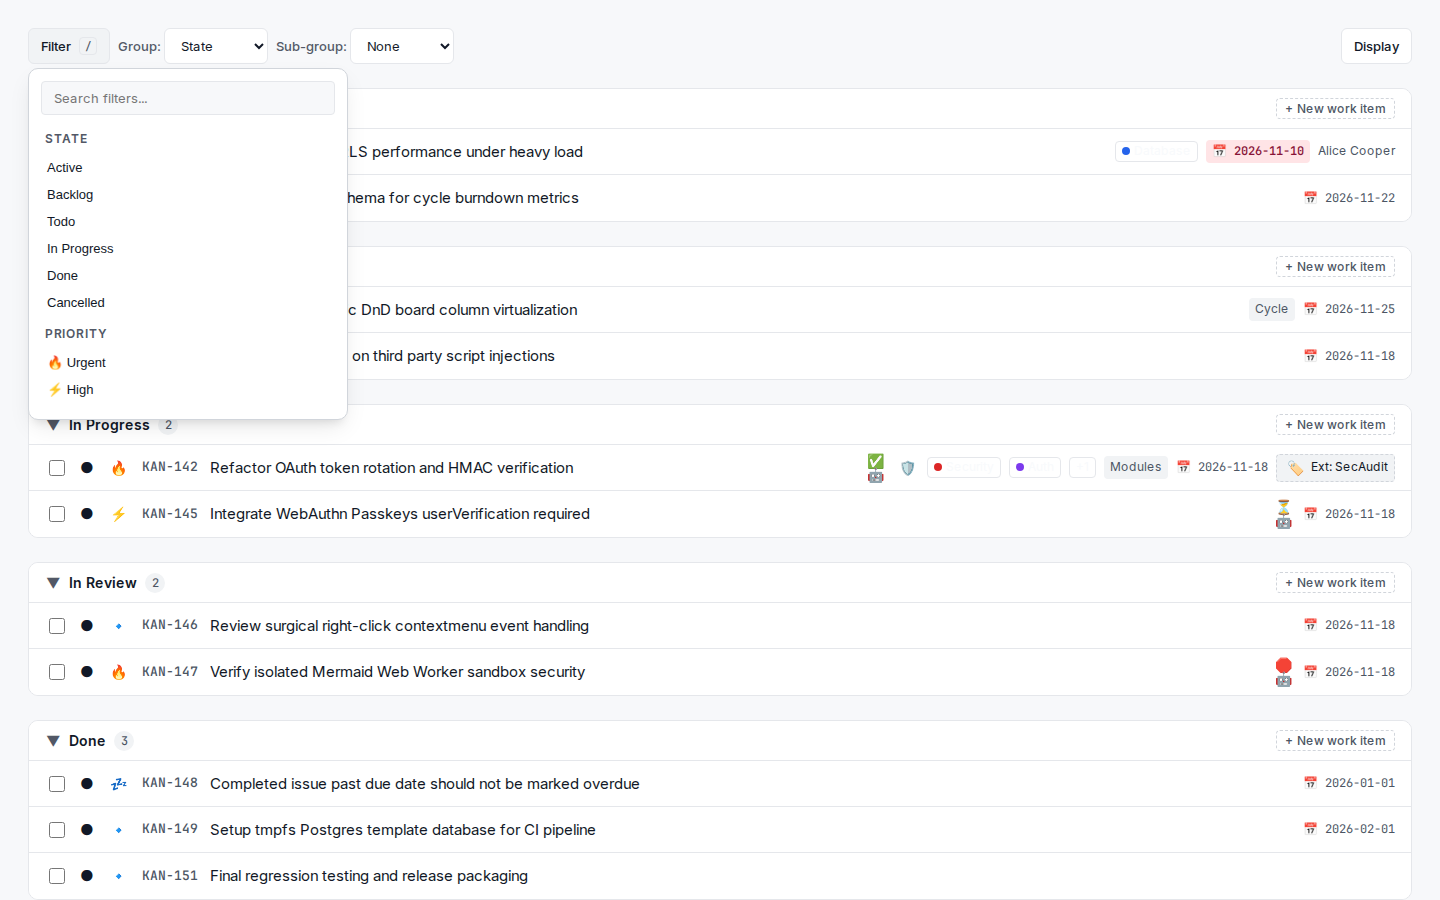 Filter / Group: State Sub-group: None Display
Search filters...
STATE
Active
Backlog
Todo
In Progress
Done
Cancelled
PRIORITY
🔥 Urgent
⚡ High
+ New work item
LS performance under heavy load 📅 2026-11-10 Alice Cooper
hema for cycle burndown metrics 📅 2026-11-22
+ New work item
c DnD board column virtualization Cycle 📅 2026-11-25
on third party script injections 📅 2026-11-18
▼ In Progress 2 + New work item
KAN-142 Refactor OAuth token rotation and HMAC verification Modules 📅 2026-11-18 🏷️ Ext: SecAudit
KAN-145 Integrate WebAuthn Passkeys userVerification required 📅 2026-11-18
▼ In Review 2 + New work item
KAN-146 Review surgical right-click contextmenu event handling 📅 2026-11-18
KAN-147 Verify isolated Mermaid Web Worker sandbox security 📅 2026-11-18
▼ Done 3 + New work item
💤 KAN-148 Completed issue past due date should not be marked overdue 📅 2026-01-01
KAN-149 Setup tmpfs Postgres template database for CI pipeline 📅 2026-02-01
KAN-151 Final regression testing and release packaging